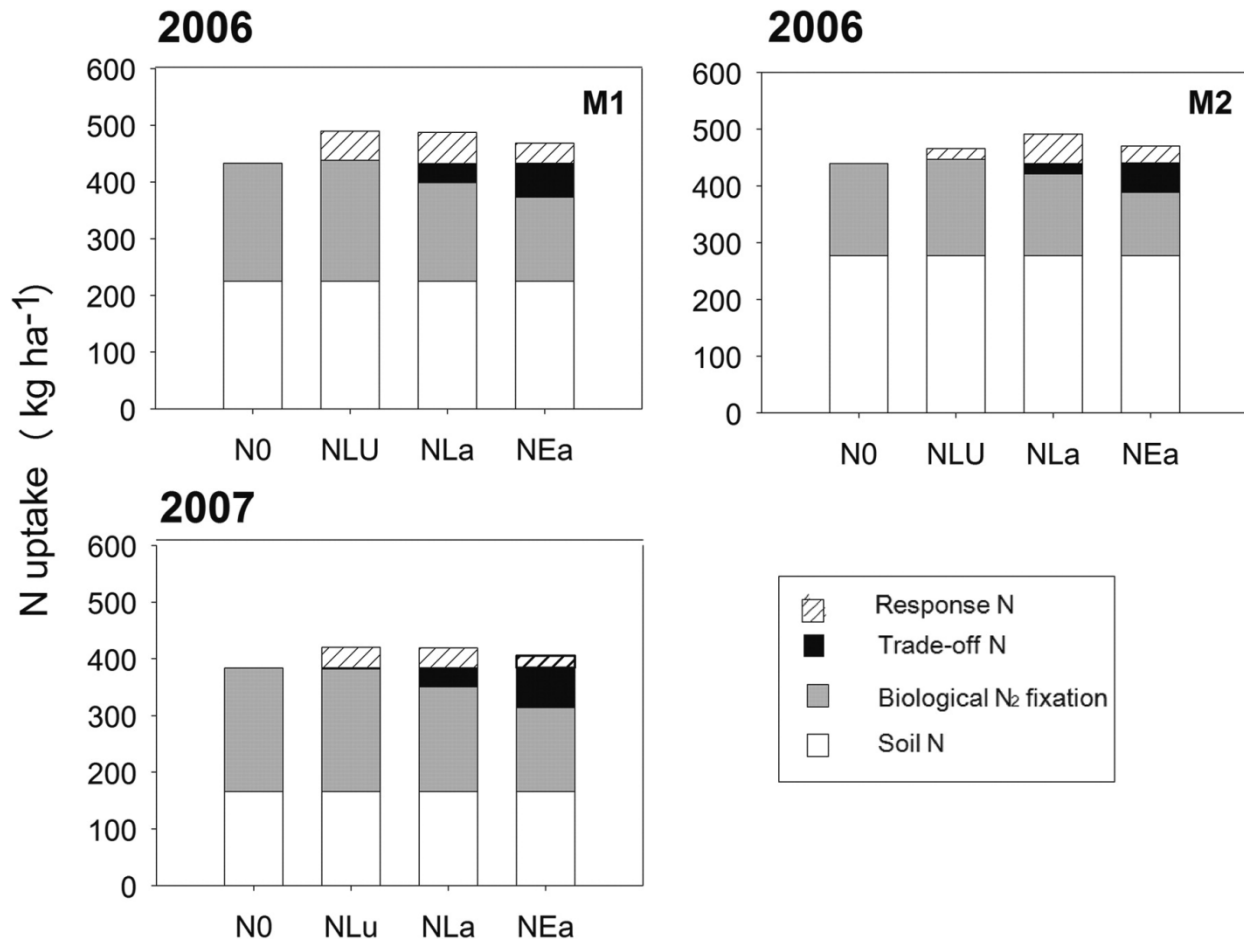 2006
M1
600
500
400
300
200
100
0
N0 NLU NLa NEa
2006
M2
600
500
400
300
200
100
0
N0 NLU NLa NEa
N uptake ( kg ha-1)
2007
600
500
400
300
200
100
0
N0 NLu NLa NEa
Response N
Trade-off N
Biological N2 fixation
Soil N